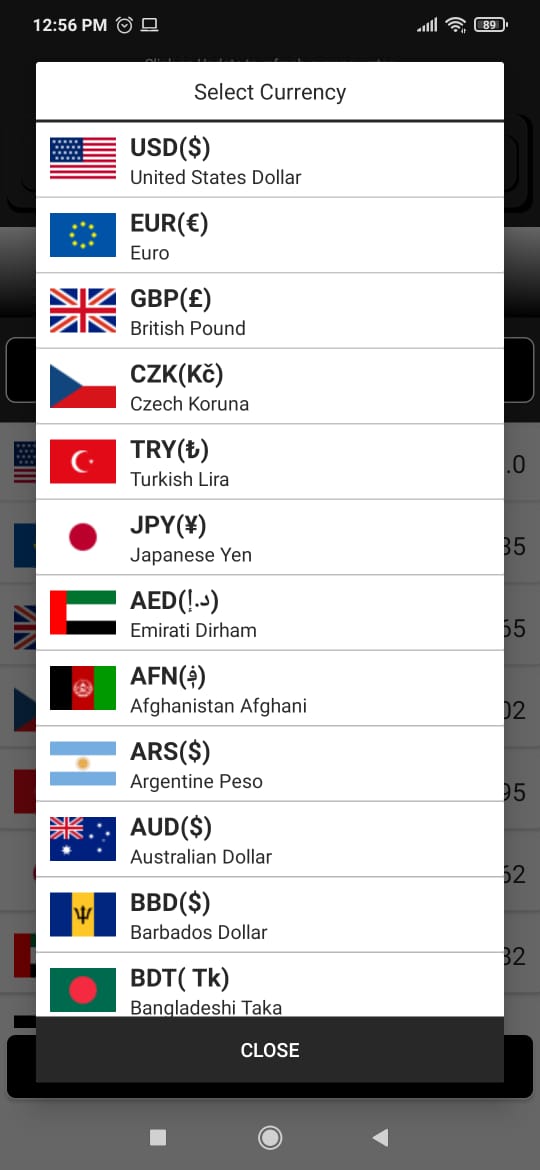 12:56 PM
89
Select Currency
USD($)
United States Dollar
EUR(€)
Euro
GBP(£)
British Pound
CZK(Kč)
Czech Koruna
TRY(₺)
Turkish Lira
.0
JPY(¥)
Japanese Yen
35
AED(د.إ)
Emirati Dirham
65
AFN(؋)
Afghanistan Afghani
02
ARS($)
Argentine Peso
95
AUD($)
Australian Dollar
62
BBD($)
Barbados Dollar
32
BDT( Tk)
Bangladeshi Taka
CLOSE